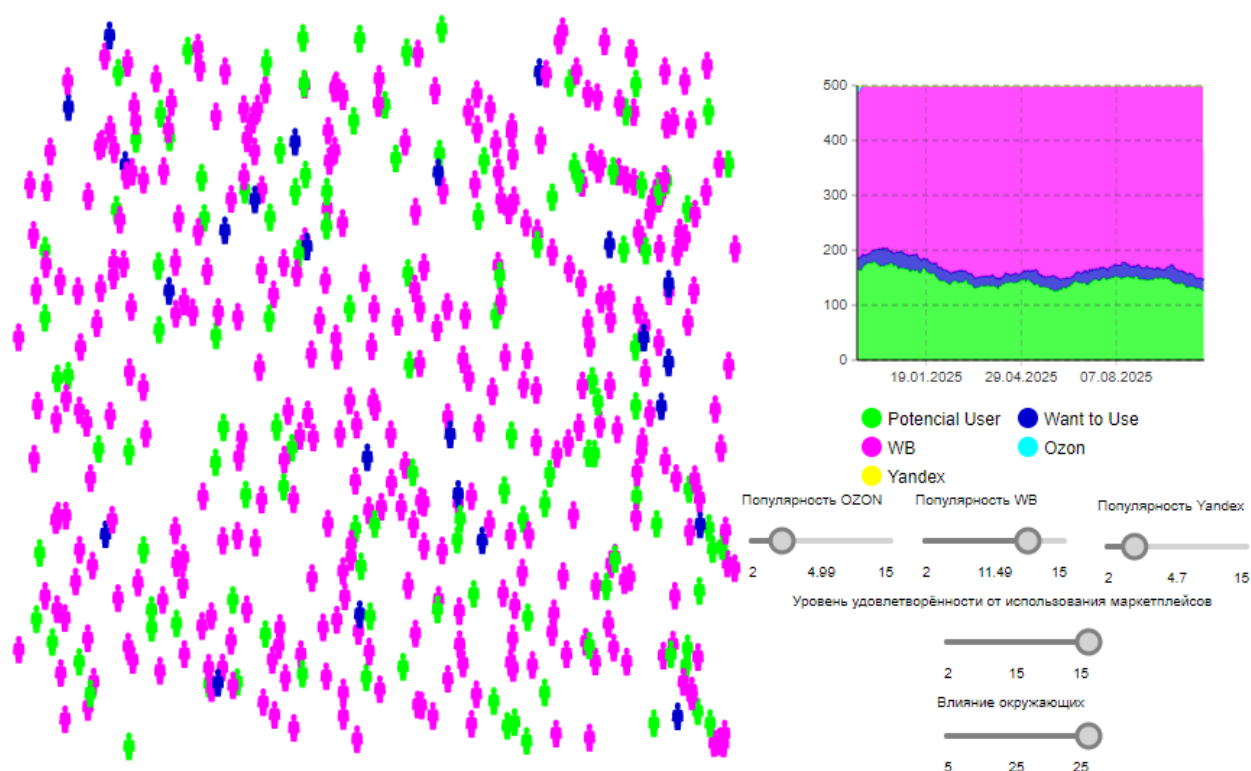 500
400
300
200
100
0
19.01.2025 29.04.2025 07.08.2025
Potencial User Want to Use
WB Ozon
Yandex
Популярность OZON Популярность WB Популярность Yandex
2 4.99 15 2 11.49 15 2 4.7 15
Уровень удовлетворённости от использования маркетплейсов
2 15 15
Влияние окружающих
5 25 25